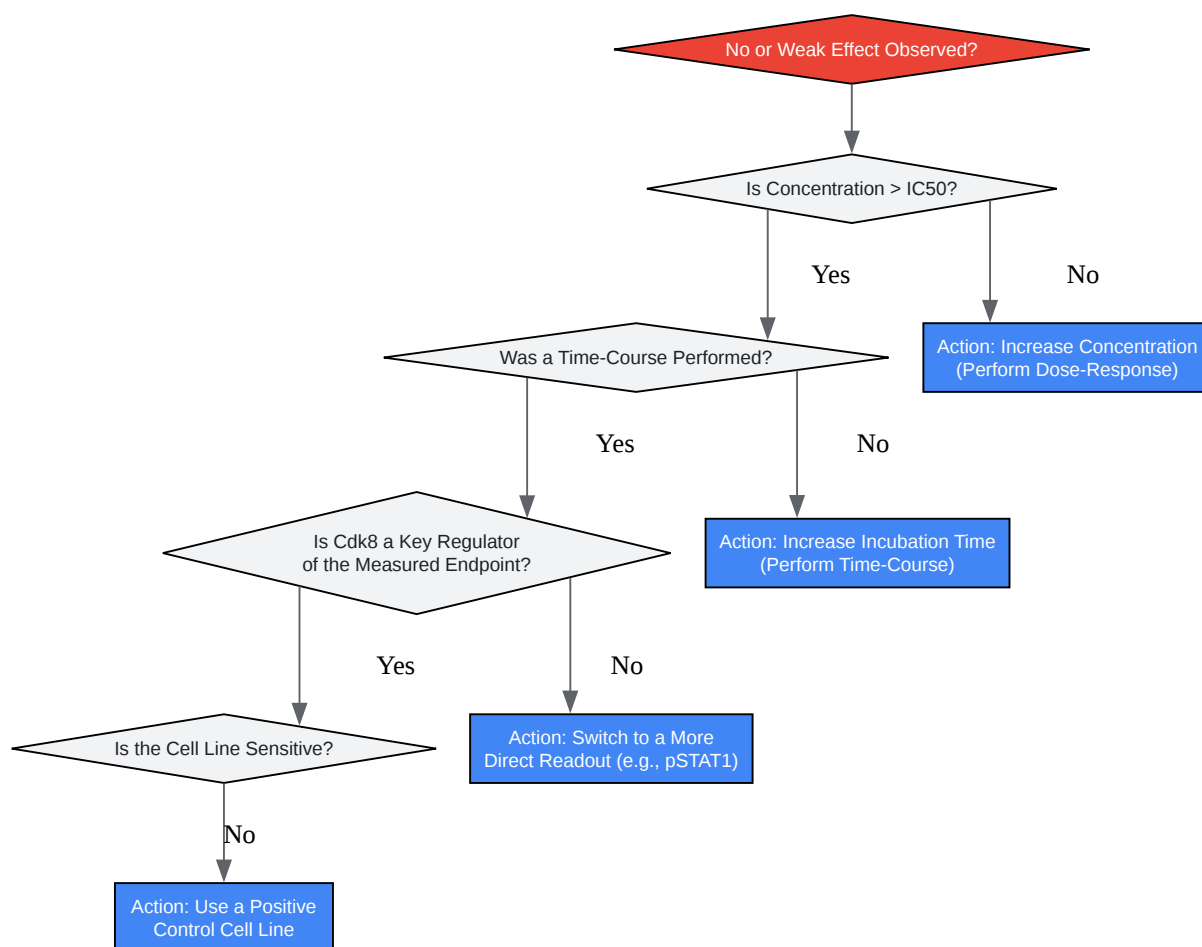 No or Weak Effect Observed?
Is Concentration > IC50?
Yes
No
Action: Increase Concentration
(Perform Dose-Response)
Was a Time-Course Performed?
Yes
No
Action: Increase Incubation Time
(Perform Time-Course)
Is Cdk8 a Key Regulator
of the Measured Endpoint?
Yes
No
Action: Switch to a More
Direct Readout (e.g., pSTAT1)
Is the Cell Line Sensitive?
No
Action: Use a Positive
Control Cell Line